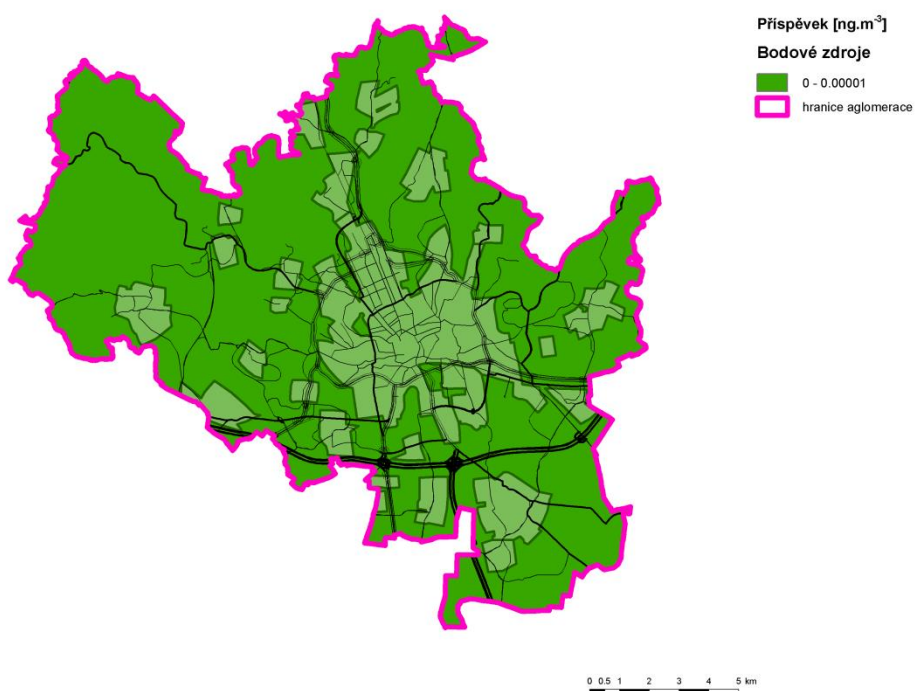 Příspěvek [ng.m-3]
Bodové zdroje
0 - 0.00001
hranice aglomerace
0 0.5 1 2 3 4 5 km